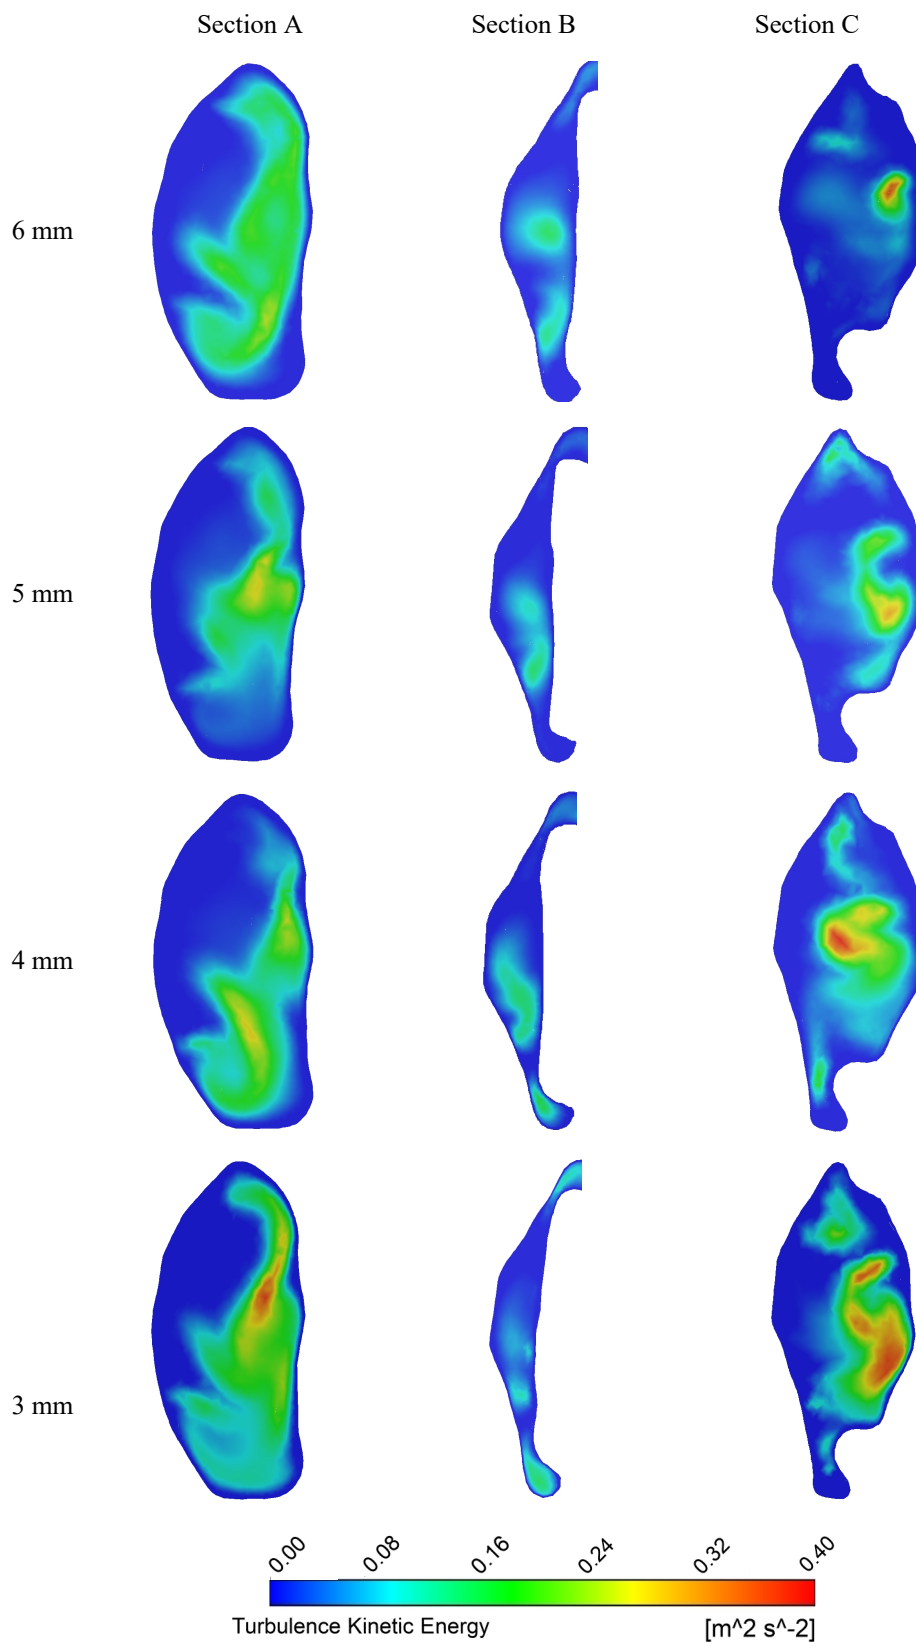 Section A Section B Section C
6 mm
5 mm
4 mm
3 mm
0.00 0.08 0.16 0.24 0.32 0.40
Turbulence Kinetic Energy [m^2 s^-2]